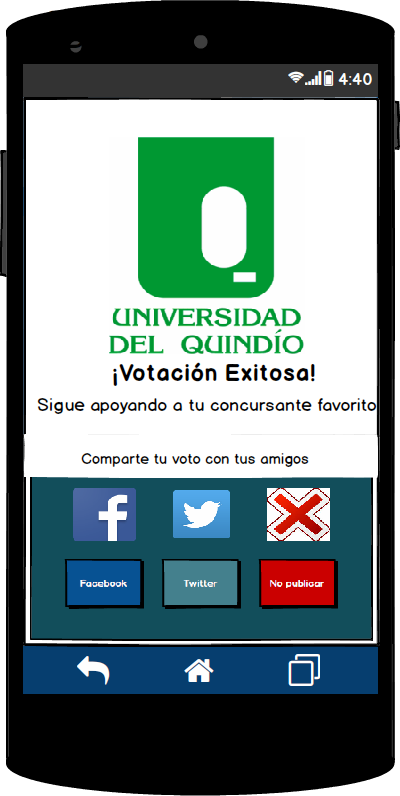 4:40
UNIVERSIDAD
DEL QUINDÍO
¡Votación Exitosa!
Sigue apoyando a tu concursante favorito
Comparte tu voto con tus amigos
Facebook Twitter No publicar